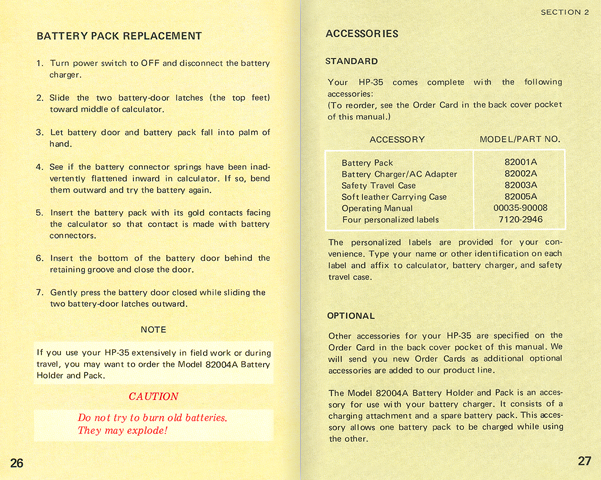 BATTERY PACK REPLACEMENT
1. Turn power switch to OFF and disconnect the battery
charger.
2. Slide the two battery-door latches (the top feet)
toward middle of calculator.
3. Let battery door and battery pack fall into palm of
hand.
4. See if the battery connector springs have been inad-
vertently flattened inward in calculator. If so, bend
them outward and try the battery again.
5. Insert the battery pack with its gold contacts facing
the calculator so that contact is made with battery
connectors.
6. Insert the bottom of the battery door behind the
retaining groove and close the door.
7. Gently press the battery door closed while sliding the
two battery-door latches outward.
NOTE
If you use your HP-35 extensively in field work or during
travel, you may want to order the Model 82004A Battery
Holder and Pack.
CAUTION
Do not try to burn old batteries.
They may explode!
26
SECTION 2
ACCESSORIES
STANDARD
Your HP-35 comes complete with the following
accessories:
(To reorder, see the Order Card in the back cover pocket
of this manual.)
ACCESSORY MODEL/PART NO.
Battery Pack 82001A
Battery Charger/AC Adapter 82002A
Safety Travel Case 82003A
Soft leather Carrying Case 82005A
Operating Manual 00035-90008
Four personalized labels 7120-2946
The personalized labels are provided for your con-
venience. Type your name or other identification on each
label and affix to calculator, battery charger, and safety
travel case.
OPTIONAL
Other accessories for your HP-35 are specified on the
Order Card in the back cover pocket of this manual. We
will send you new Order Cards as additional optional
accessories are added to our product line.
The Model 82004A Battery Holder and Pack is an acces-
sory for use with your battery charger. It consists of a
charging attachment and a spare battery pack. This acces-
sory allows one battery pack to be charged while using
the other.
27